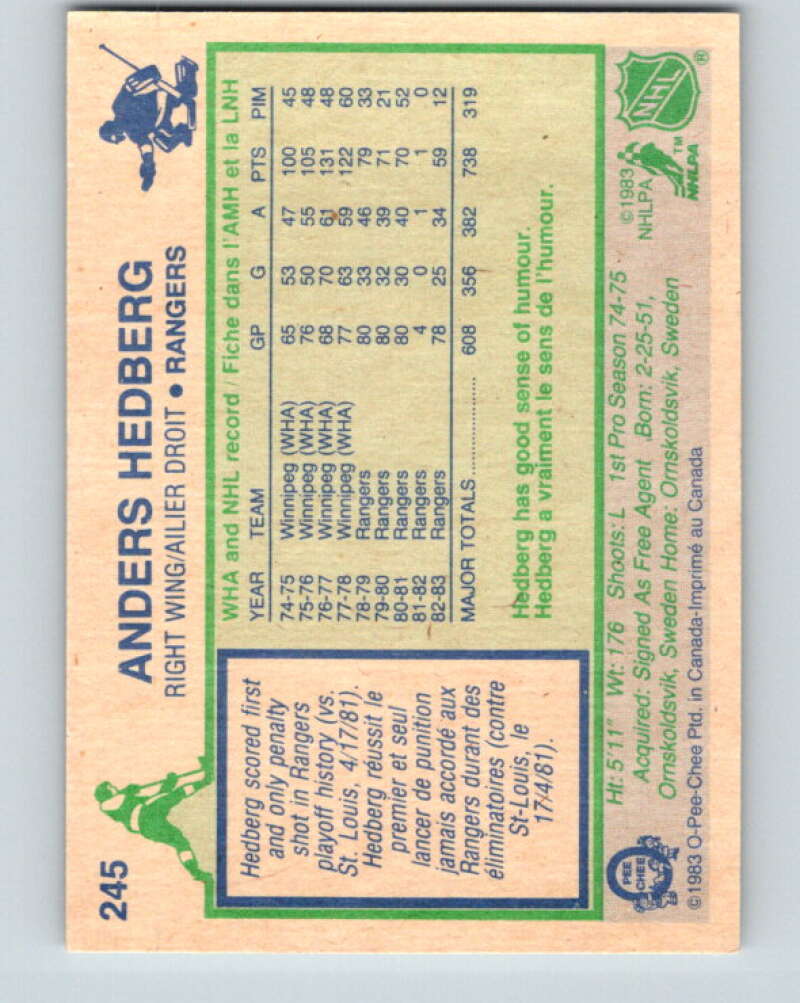 245
ANDERS HEDBERG
RIGHT WING/AILIER DROIT • RANGERS
Hedberg scored first
and only penalty
shot in Rangers
playoff history (vs.
St. Louis, 4/17/81).
Hedberg réussit le
premier et seul
lancer de punition
jamais accordé aux
Rangers durant des
éliminatoires (contre
St-Louis, le
17/4/81).
WHA and NHL record / Fiche dans l'AMH et la LNH
YEAR TEAM GP G A PTS PIM
74-75 Winnipeg (WHA) 65 53 47 100 45
75-76 Winnipeg (WHA) 76 50 55 105 48
76-77 Winnipeg (WHA) 68 70 61 131 48
77-78 Winnipeg (WHA) 77 63 59 122 60
78-79 Rangers 80 33 46 79 33
79-80 Rangers 80 32 39 71 21
80-81 Rangers 80 30 40 70 52
81-82 Rangers 4 0 1 1 0
82-83 Rangers 78 25 34 59 12
MAJOR TOTALS .................. 608 356 382 738 319
Hedberg has good sense of humour.
Hedberg a vraiment le sens de l'humour.
Ht: 5'11" Wt: 176 Shoots: L 1st Pro Season 74-75
Acquired: Signed As Free Agent Born: 2-25-51,
Ornskoldsvik, Sweden Home: Ornskoldsvik, Sweden
O
PEE
CHEE
©1983 O-Pee-Chee Ptd. in Canada-Imprimé au Canada
©1983
NHLPA
TM
NHLPA
NHL
®